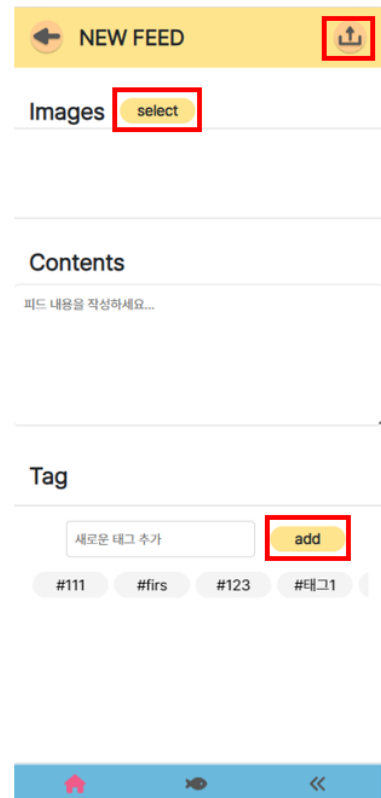 NEW FEED
Images select
Contents
피드 내용을 작성하세요...
Tag
새로운 태그 추가 add
#111 #firs #123 #태그1